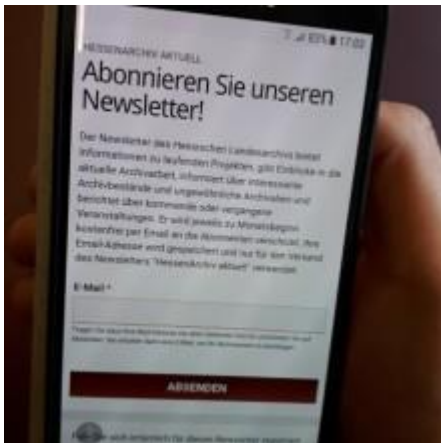 83% 17:02
HESSENARCHIV AKTUELL
Abonnieren Sie unseren
Newsletter!
Der Newsletter des Hessischen Landesarchivs bietet
Informationen zu laufenden Projekten, gibt Einblicke in die
aktuelle Archivarbeit, informiert über interessante
Archivbestände und ungewöhnliche Archivalien und
berichtet über kommende oder vergangene
Veranstaltungen. Er wird jeweils zu Monatsbeginn
kostenfrei per Email an die Abonnenten verschickt. Ihre
Email-Adresse wird gespeichert und nur für den Versand
des Newsletters "HessenArchiv aktuell" verwendet.
E-Mail *
ABSENDEN